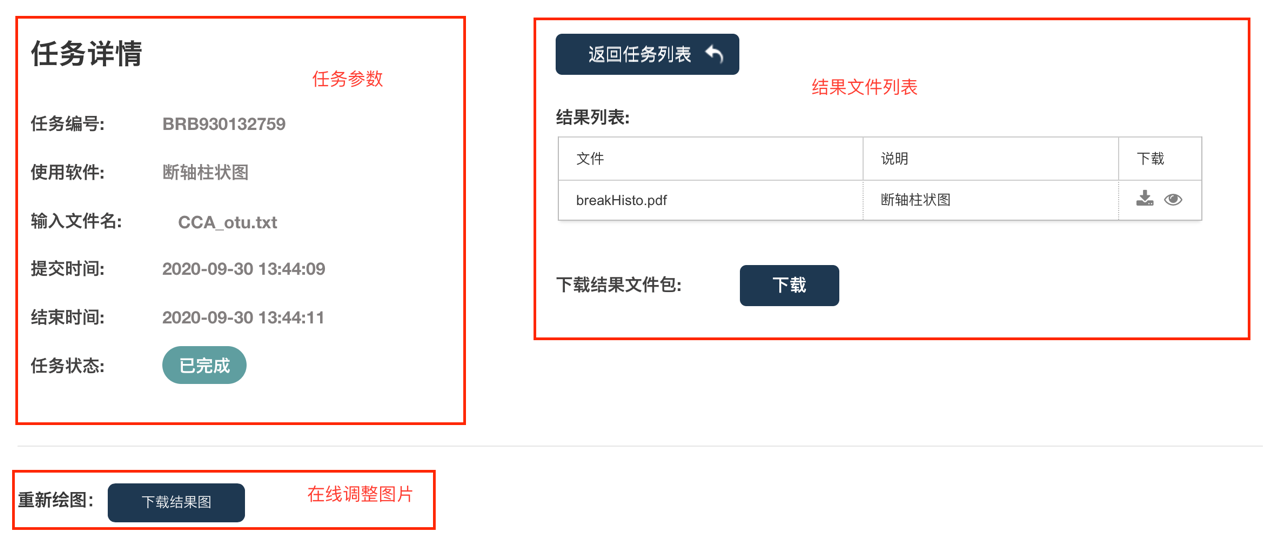 任务详情
任务参数
任务编号: BRB930132759
使用软件: 断轴柱状图
输入文件名: CCA_otu.txt
提交时间: 2020-09-30 13:44:09
结束时间: 2020-09-30 13:44:11
任务状态: 已完成
返回任务列表
结果文件列表
结果列表:
文件 说明 下载
breakHisto.pdf 断轴柱状图
下载结果文件包: 下载
重新绘图: 下载结果图 在线调整图片